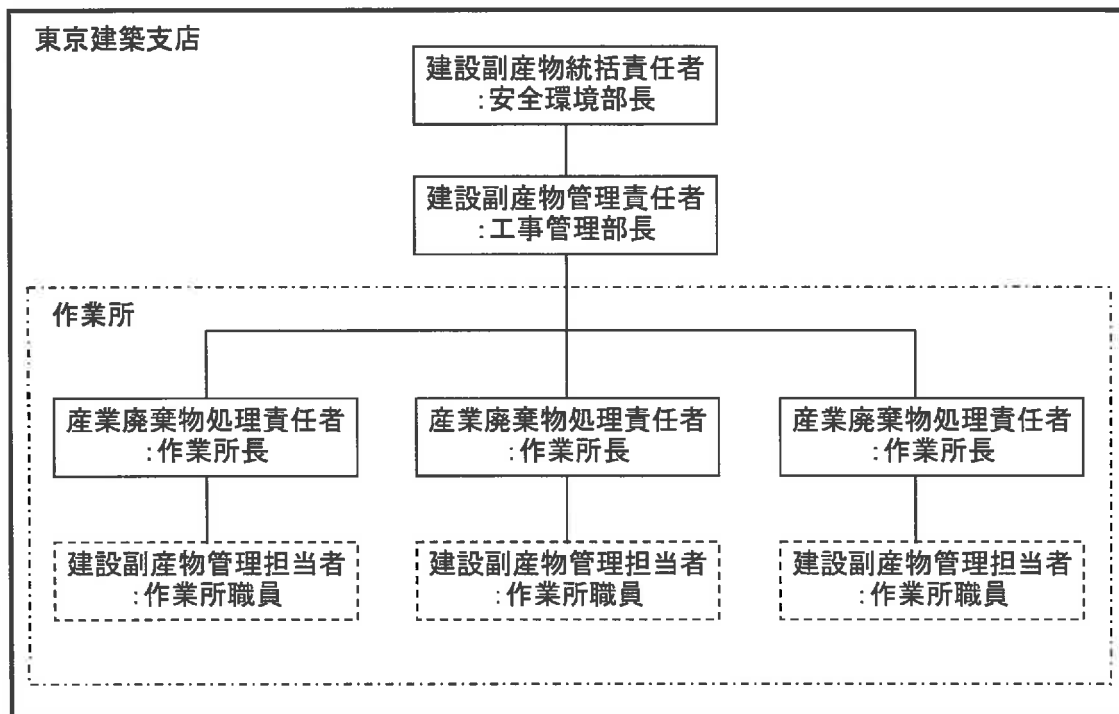 東京建築支店
建設副産物統括責任者
:安全環境部長
建設副産物管理責任者
:工事管理部長
作業所
産業廃棄物処理責任者
:作業所長
産業廃棄物処理責任者
:作業所長
産業廃棄物処理責任者
:作業所長
建設副産物管理担当者
:作業所職員
建設副産物管理担当者
:作業所職員
建設副産物管理担当者
:作業所職員